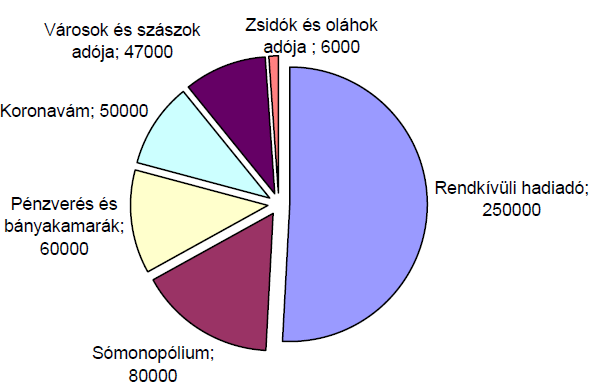 Városok és szászok
adója; 47000
Zsidók és oláhok
adója ; 6000
Koronavám; 50000
Rendkívüli hadiadó;
250000
Pénzverés és
bányakamarák;
60000
Sómonopólium;
80000